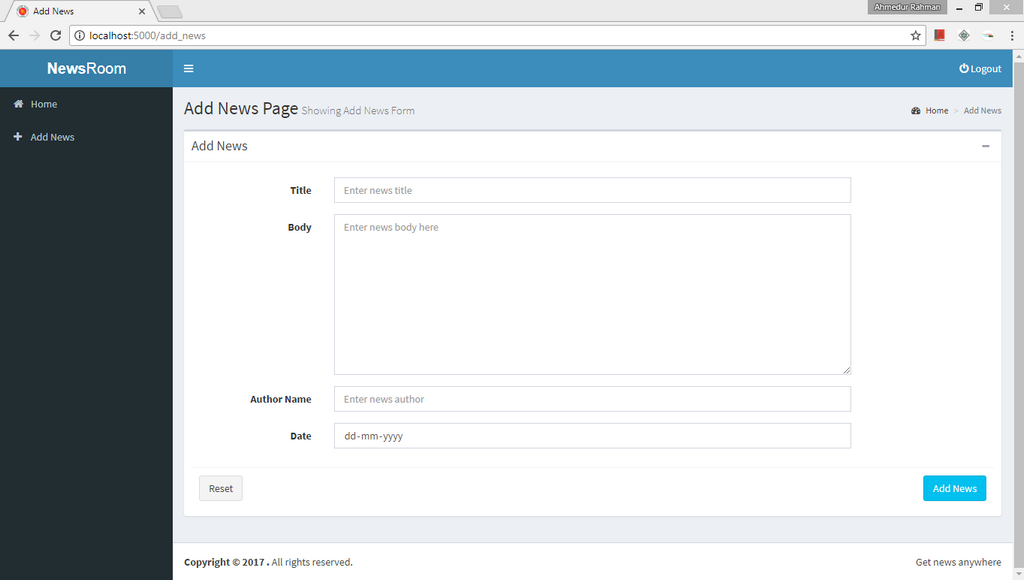 Add News
Ahmedur Rahman
localhost:5000/add_news
NewsRoom
Logout
Home
Add News
Add News Page Showing Add News Form
Home > Add News
Add News
Title
Enter news title
Body
Enter news body here
Author Name
Enter news author
Date
dd-mm-yyyy
Reset
Add News
Copyright © 2017 . All rights reserved.
Get news anywhere